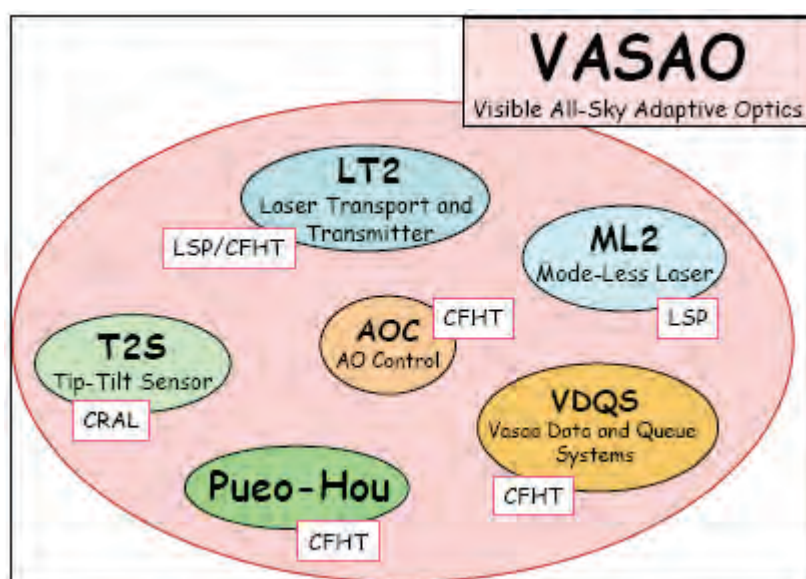 VASAO
Visible All-Sky Adaptive Optics
LT2
Laser Transport and
Transmitter
LSP/CFHT
ML2
Mode-Less Laser
LSP
AOC
AO Control
CFHT
T2S
Tip-Tilt Sensor
CRAL
VDQS
Vasao Data and Queue
Systems
CFHT
Pueo-Hou
CFHT